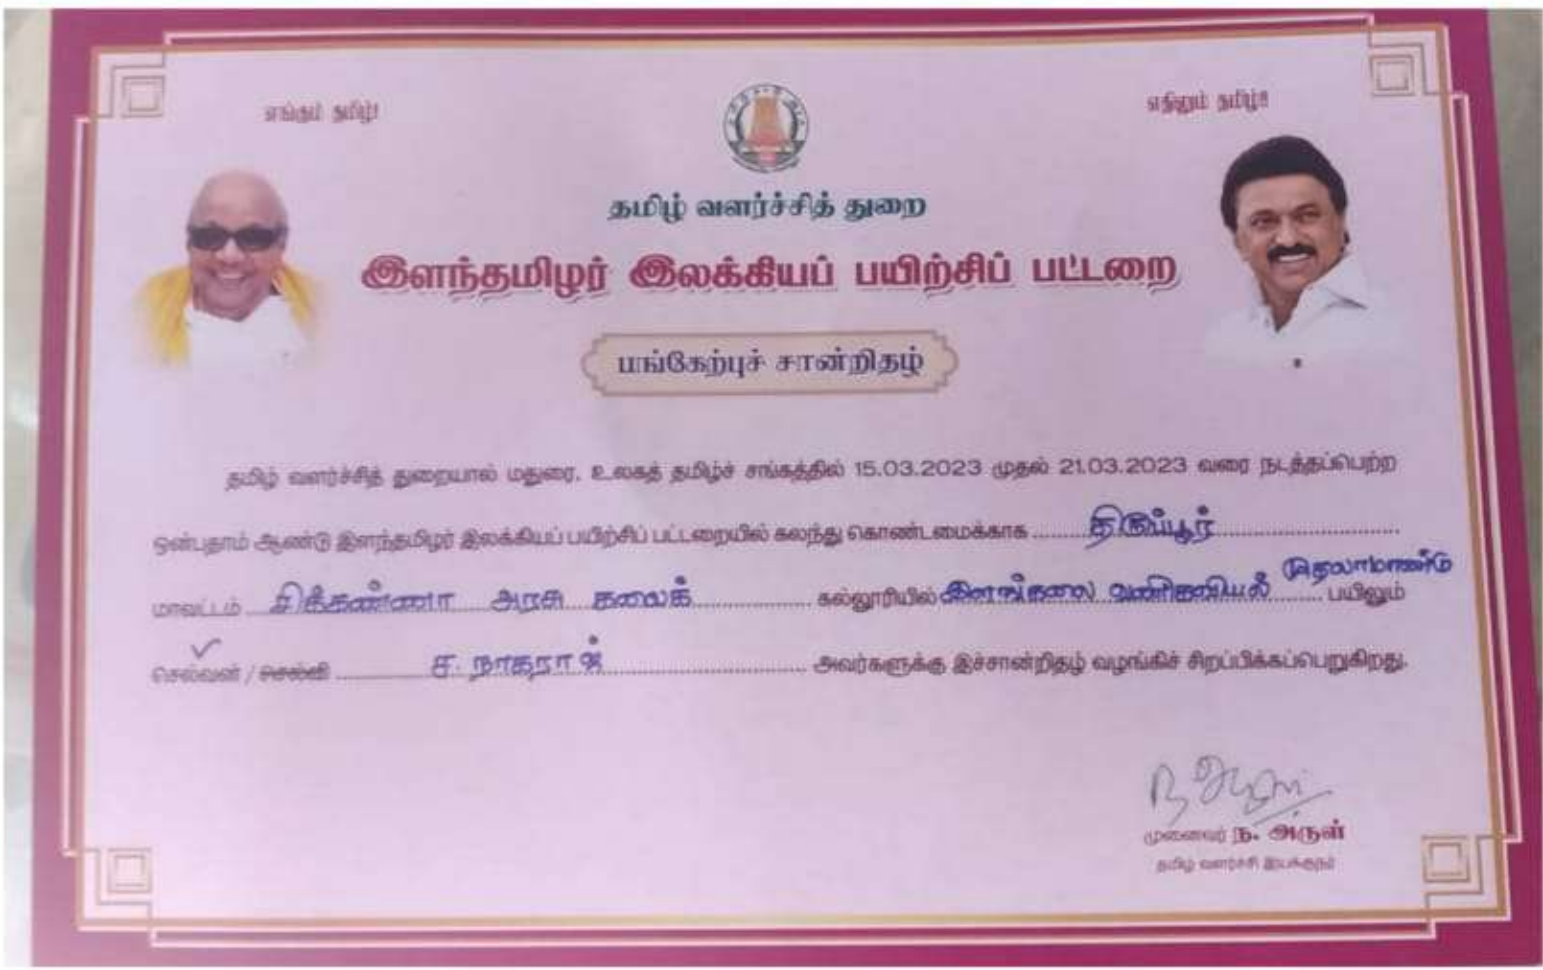 எங்கும் தமிழ்!
எதிலும் தமிழ்!!
தமிழ் வளர்ச்சித் துறை
இளந்தமிழர் இலக்கியப் பயிற்சிப் பட்டறை
பங்கேற்புச் சான்றிதழ்
தமிழ் வளர்ச்சித் துறையால் மதுரை, உலகத் தமிழ்ச் சங்கத்தில் 15.03.2023 முதல் 21.03.2023 வரை நடத்தப்பெற்ற
ஒன்பதாம் ஆண்டு இளந்தமிழர் இலக்கியப் பயிற்சிப் பட்டறையில் கலந்து கொண்டமைக்காக திருப்பூர்
மாவட்டம் சிக்கண்ணா அரசு கலைக் கல்லூரியில் இளங்கலை வணிகவியல் முதலாமாண்டு பயிலும்
செல்வன் / செல்வி ச. நாகராஜ் அவர்களுக்கு இச்சான்றிதழ் வழங்கிச் சிறப்பிக்கப்பெறுகிறது.
ந அருள்
முனைவர் ந. அருள்
தமிழ் வளர்ச்சி இயக்குநர்